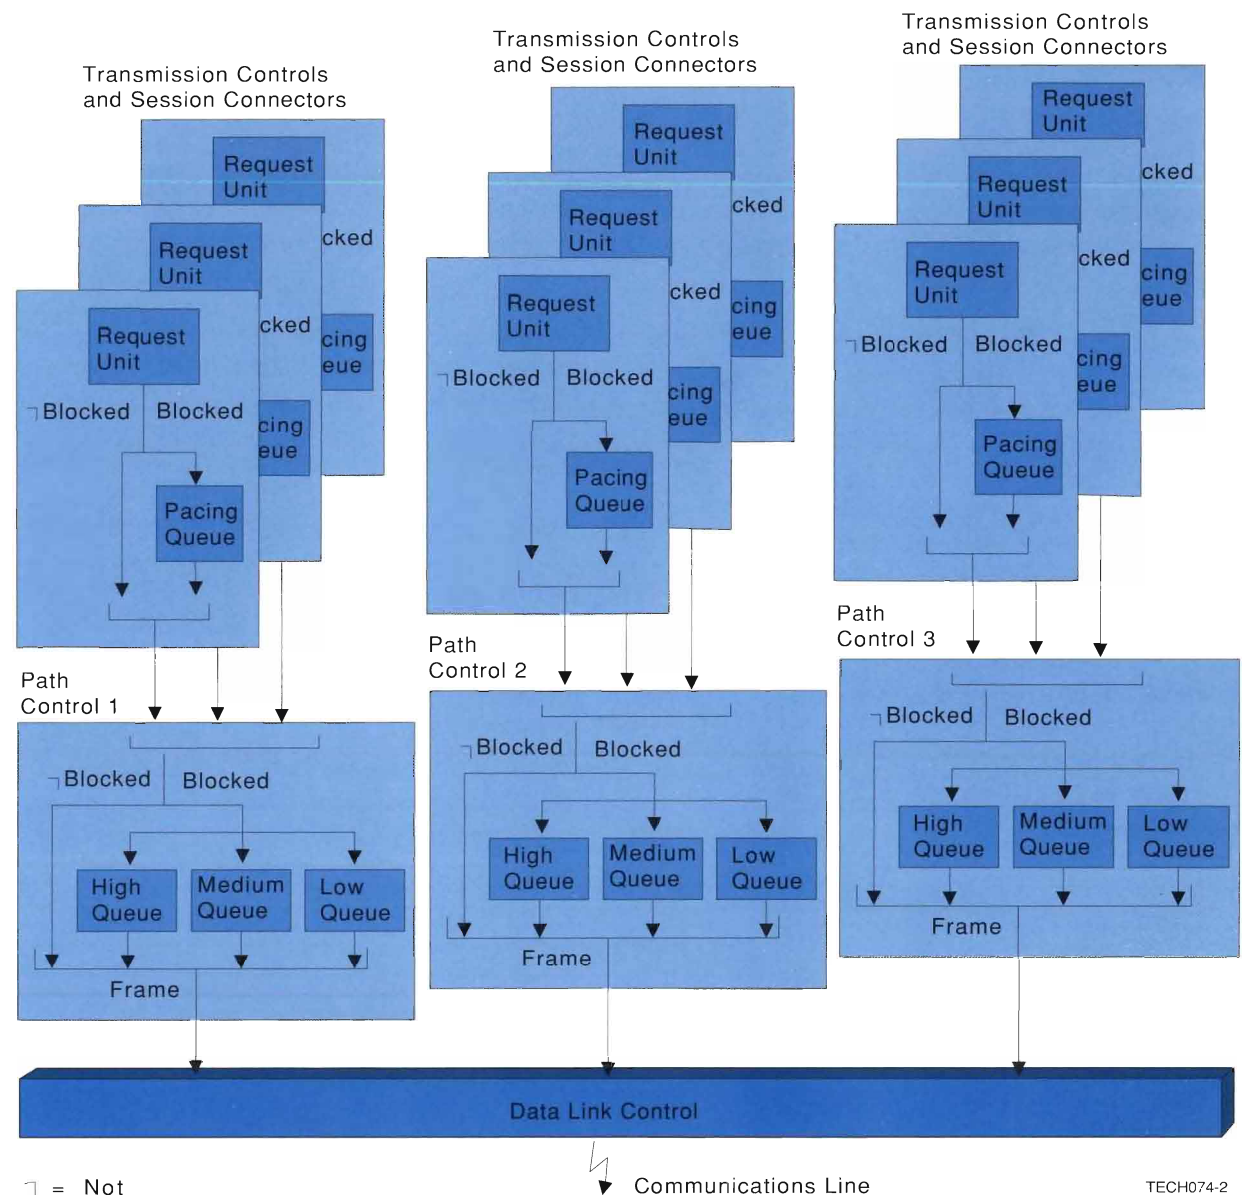 Transmission Controls
and Session Connectors
Request
Unit
cked
cing
eue
Request
Unit
cked
cing
eue
Request
Unit
¬Blocked Blocked
Pacing
Queue
Path
Control 1
¬Blocked Blocked
High
Queue
Medium
Queue
Low
Queue
Frame
Transmission Controls
and Session Connectors
Request
Unit
cked
cing
eue
Request
Unit
cked
cing
eue
Request
Unit
¬Blocked Blocked
Pacing
Queue
Path
Control 2
¬Blocked Blocked
High
Queue
Medium
Queue
Low
Queue
Frame
Transmission Controls
and Session Connectors
Request
Unit
cked
cing
eue
Request
Unit
cked
cing
eue
Request
Unit
¬Blocked Blocked
Pacing
Queue
Path
Control 3
¬Blocked Blocked
High
Queue
Medium
Queue
Low
Queue
Frame
Data Link Control
¬ = Not
Communications Line
TECH074-2